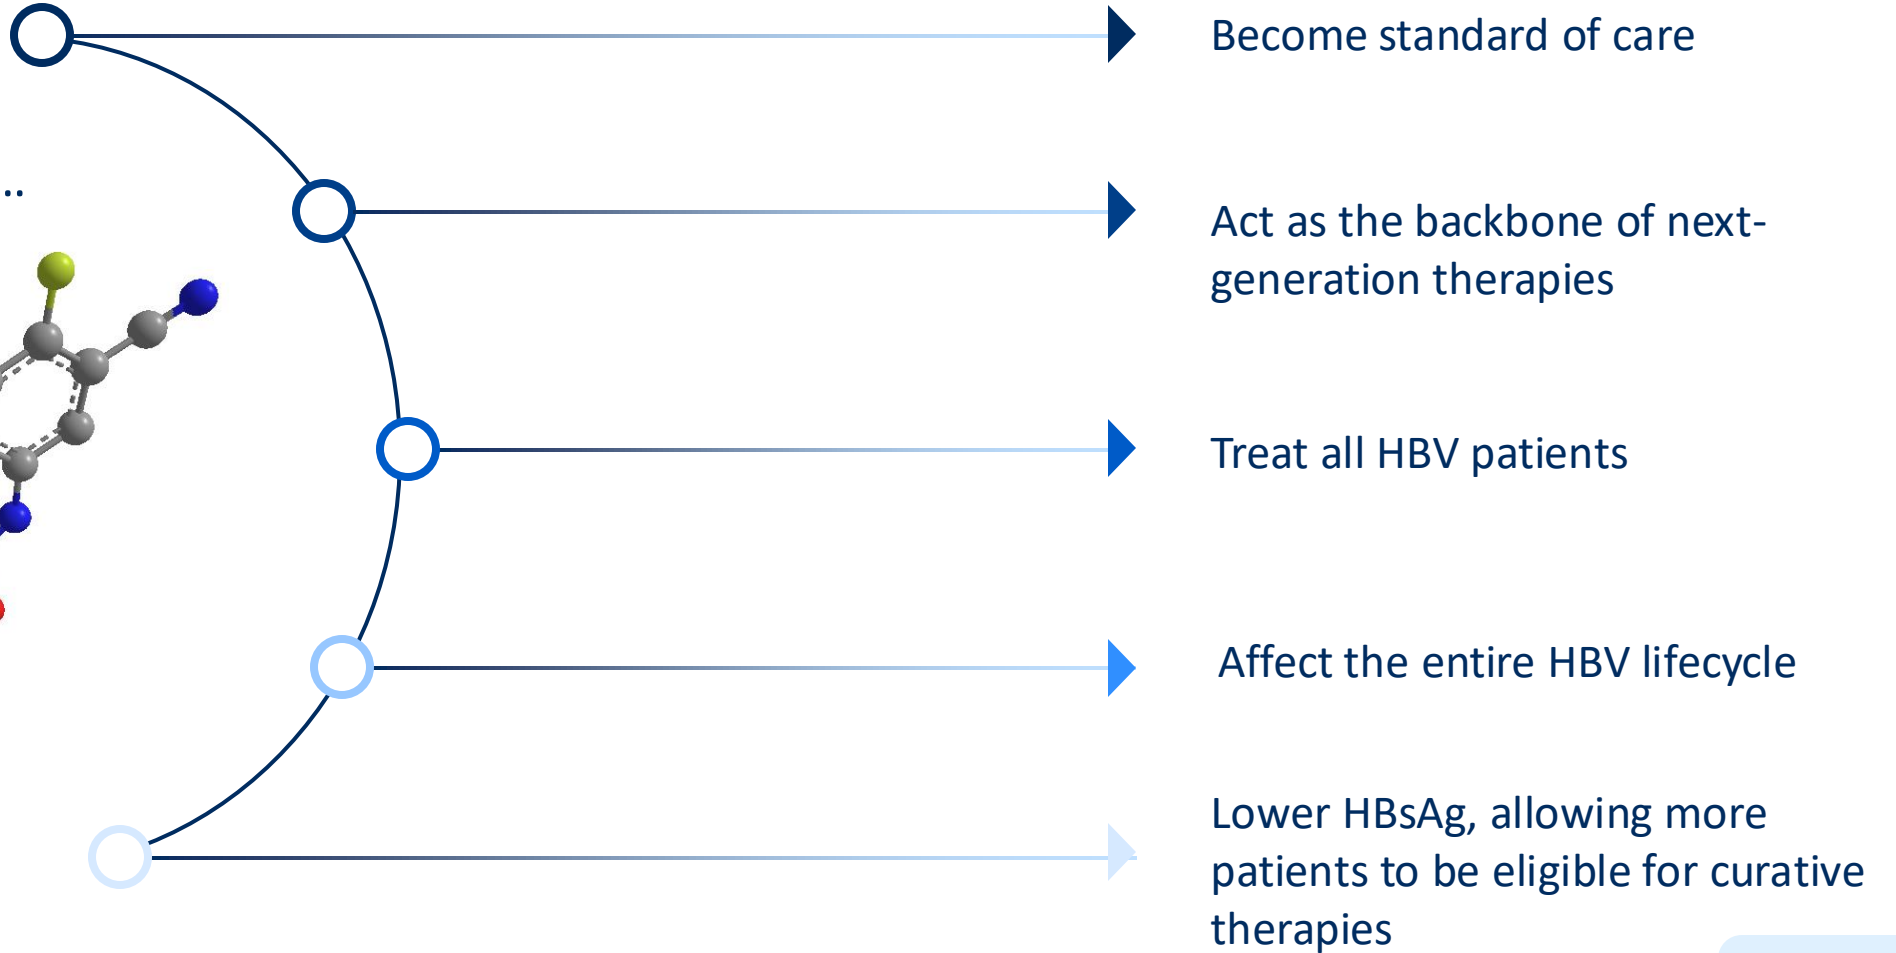 Become standard of care
..
Act as the backbone of next-
generation therapies
Treat all HBV patients
Affect the entire HBV lifecycle
Lower HBsAg, allowing more
patients to be eligible for curative
therapies